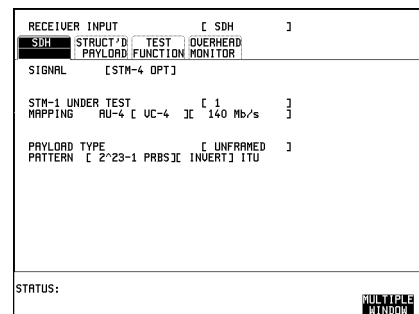 RECEIVER INPUT [ SDH ]
SDH STRUCT'D PAYLOAD TEST FUNCTION OVERHEAD MONITOR
SIGNAL [STM-4 OPT]
STM-1 UNDER TEST [ 1 ]
MAPPING AU-4 [ VC-4 ][ 140 Mb/s ]
PAYLOAD TYPE [ UNFRAMED ]
PATTERN [ 2^23-1 PRBS][ INVERT] ITU
STATUS:
MULTIPLE
WINDOW